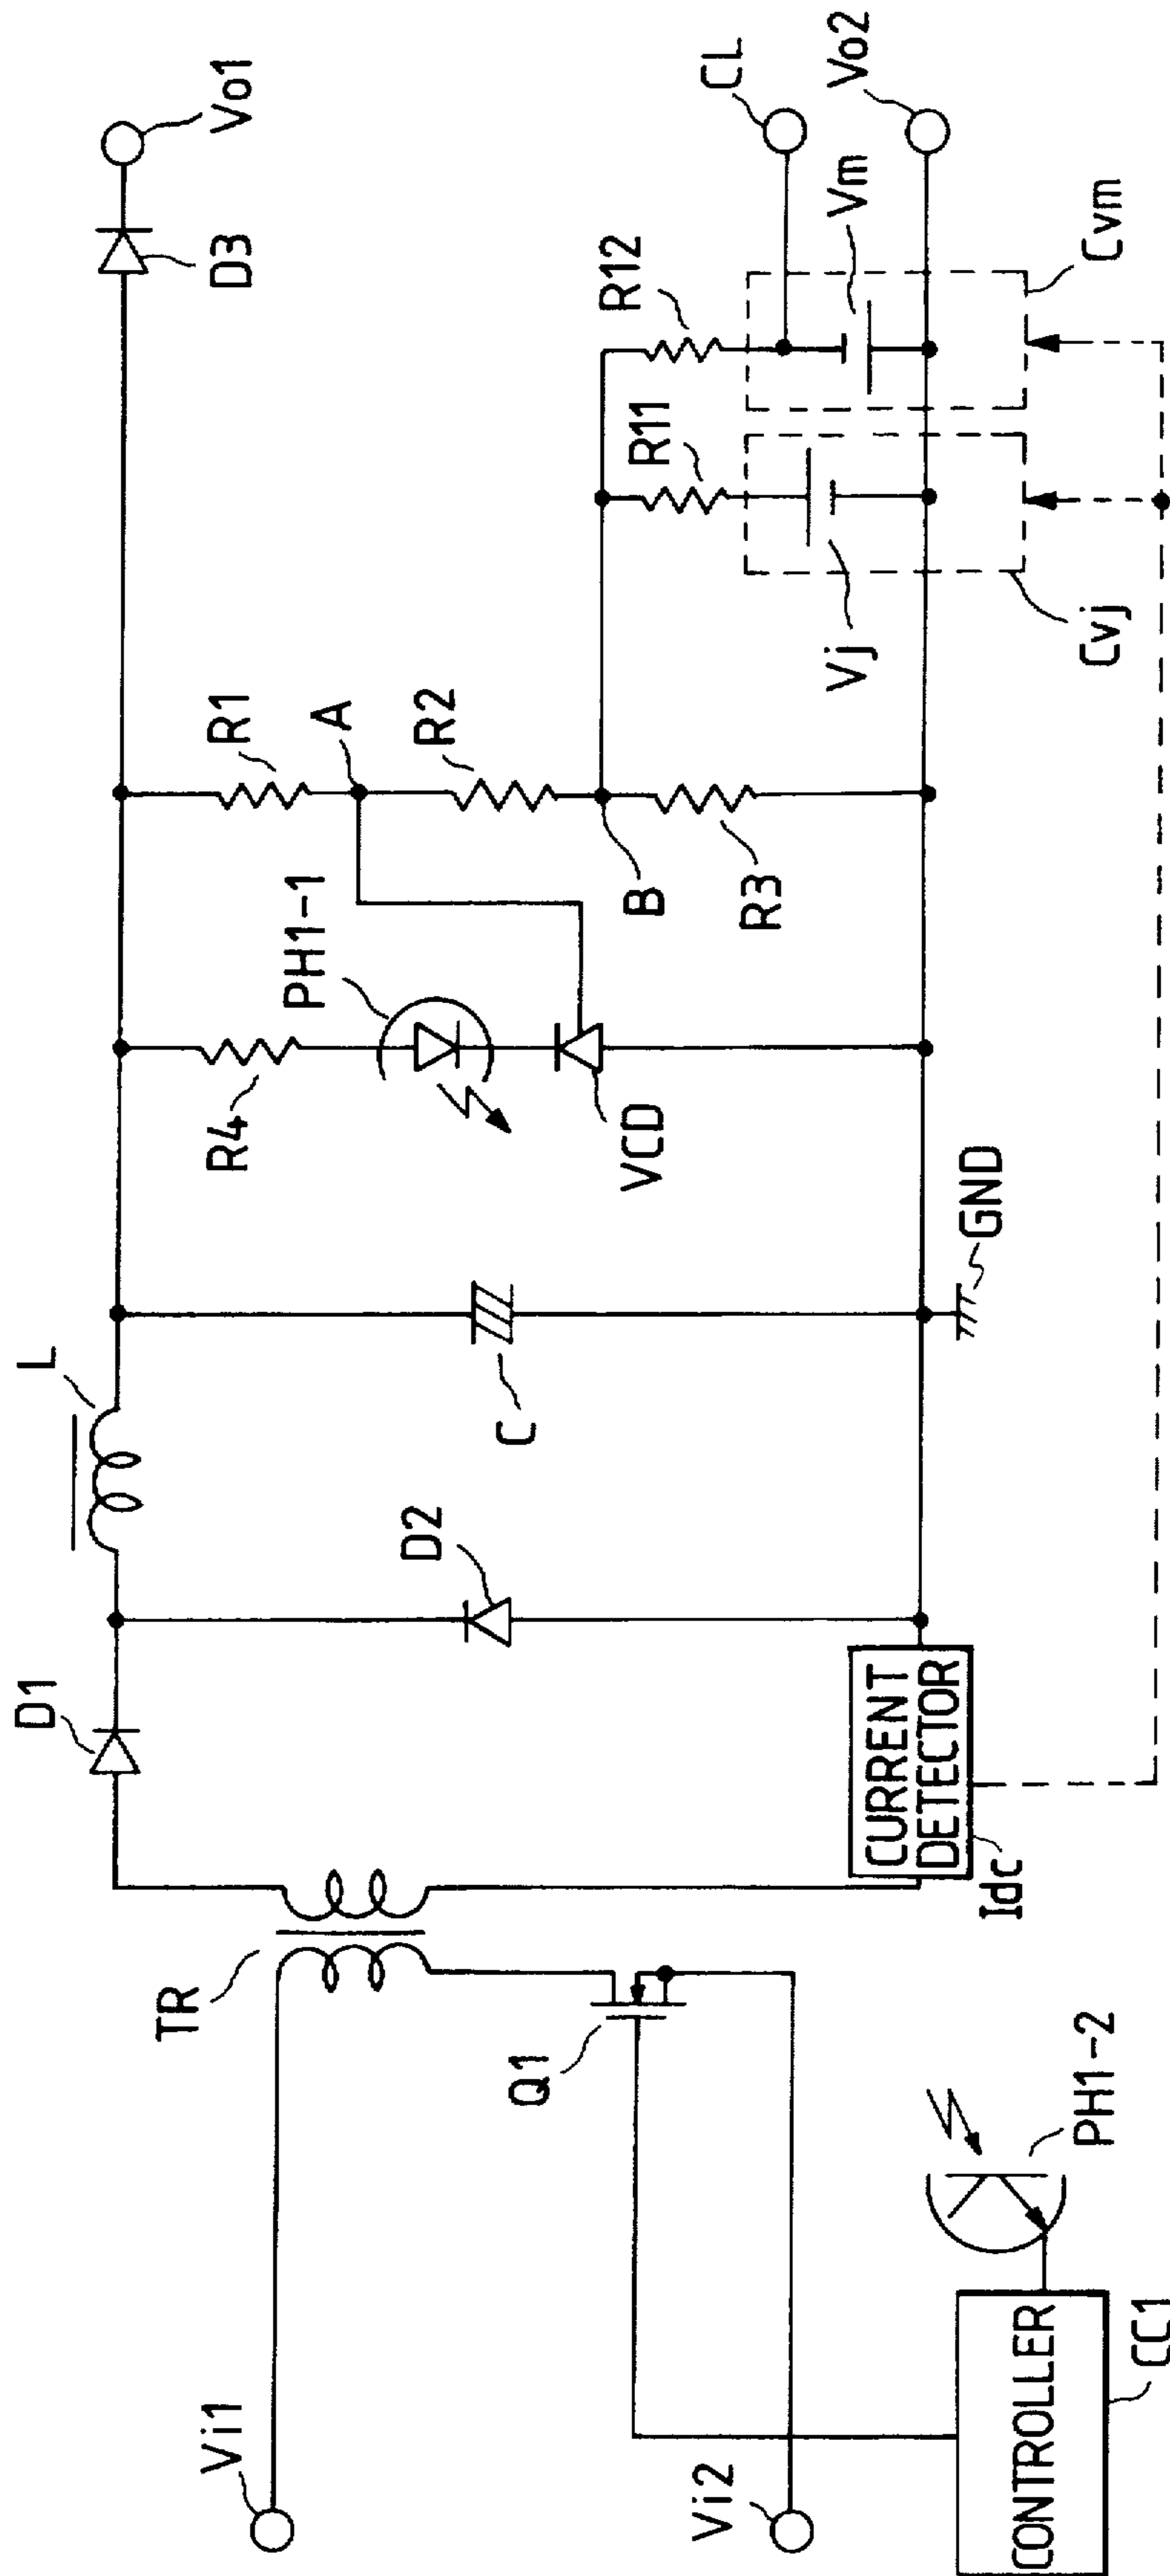 Vi1
Vi2
CONTROLLER
CC1
PH1-2
Q1
TR
D1
CURRENT
DETECTOR
Idc
D2
L
C
GND
R4
PH1-1
VCD
R1
A
R2
B
R3
D3
Vo1
R11
R12
Vj
Cvj
Vm
Cvm
CL
Vo2